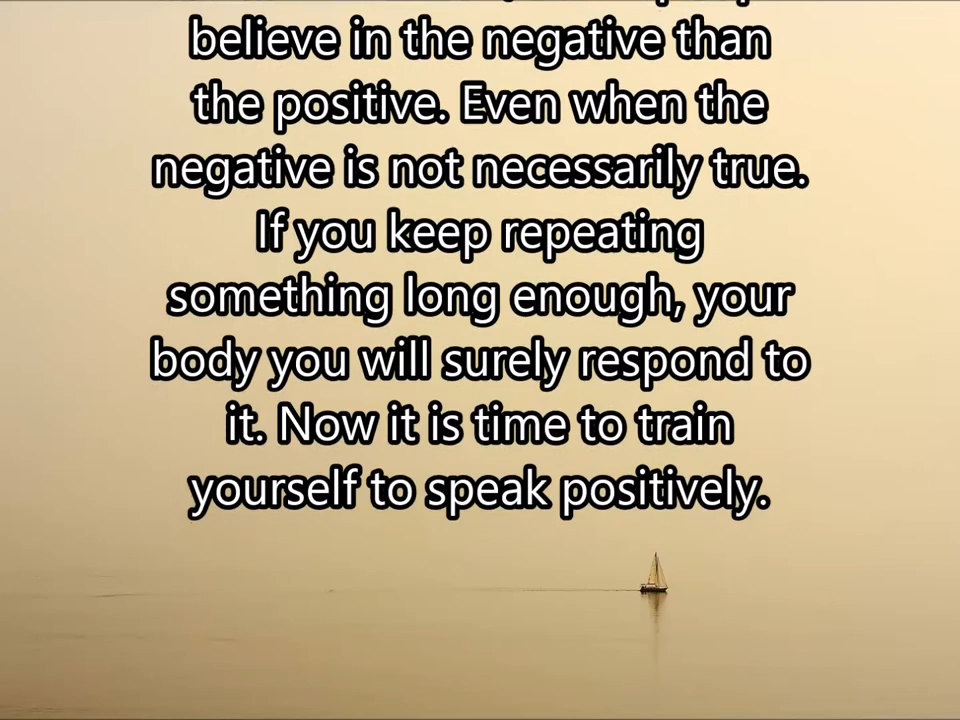 believe in the negative than
the positive. Even when the
negative is not necessarily true.
If you keep repeating
something long enough, your
body you will surely respond to
it. Now it is time to train
yourself to speak positively.